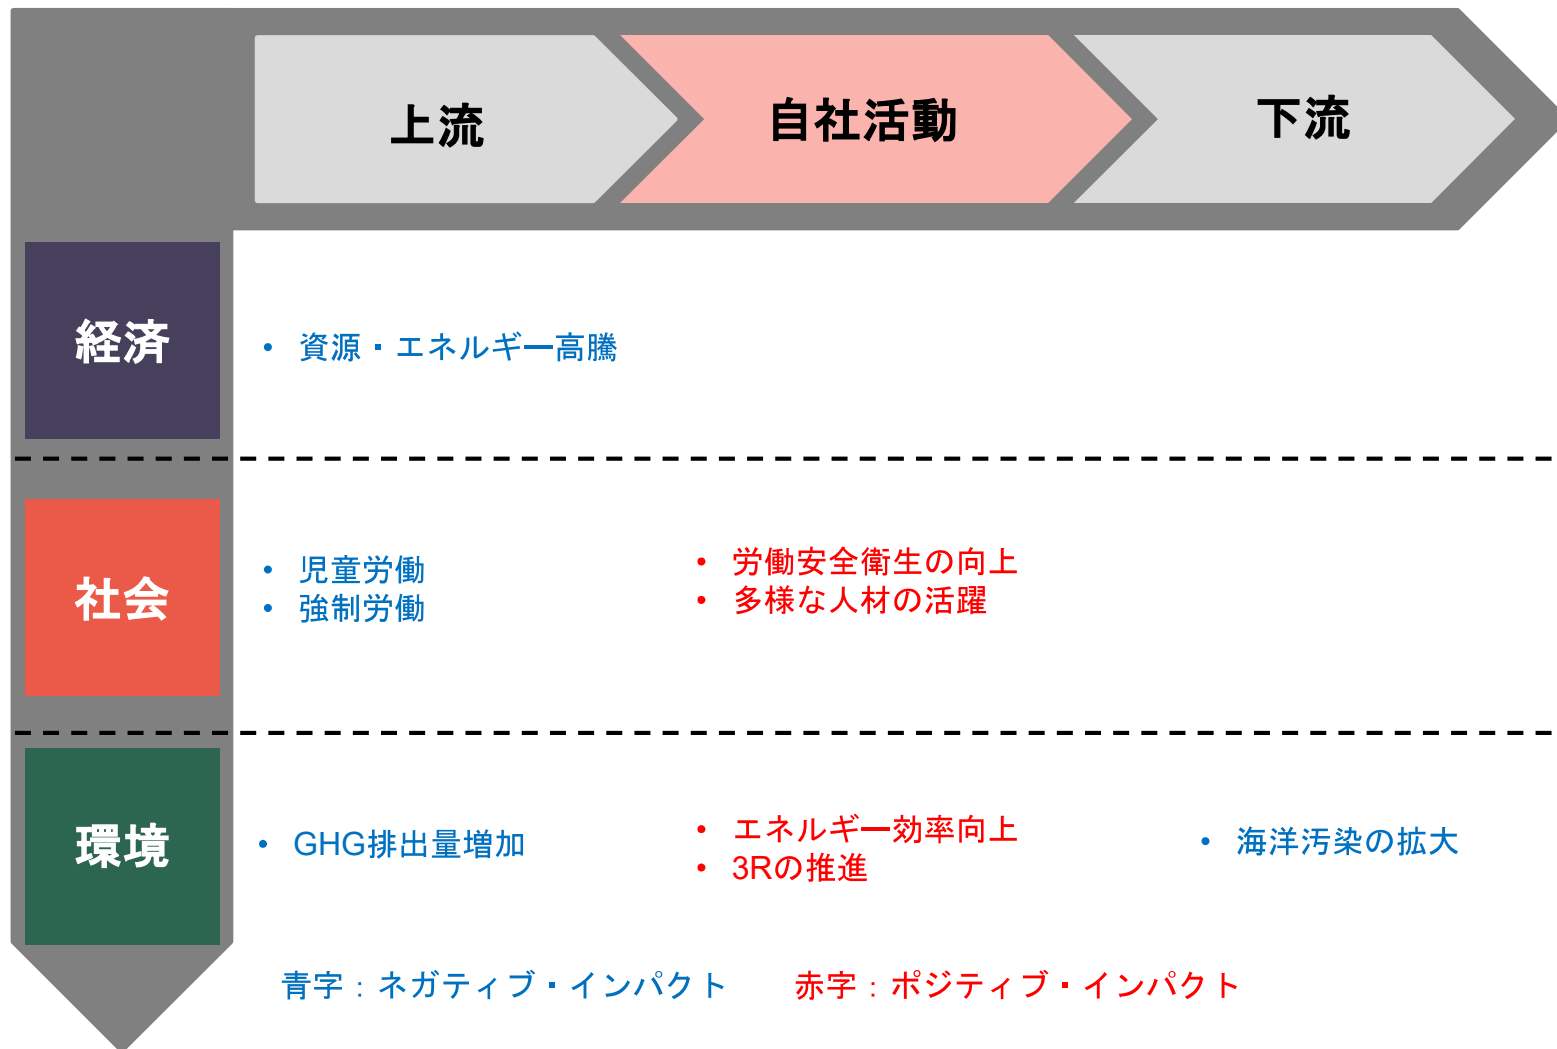 上流
自社活動
下流
経済
• 資源・エネルギー高騰
社会
• 児童労働
• 強制労働
• 労働安全衛生の向上
• 多様な人材の活躍
環境
• GHG排出量増加
• エネルギー効率向上
• 3Rの推進
• 海洋汚染の拡大
青字：ネガティブ・インパクト
赤字：ポジティブ・インパクト